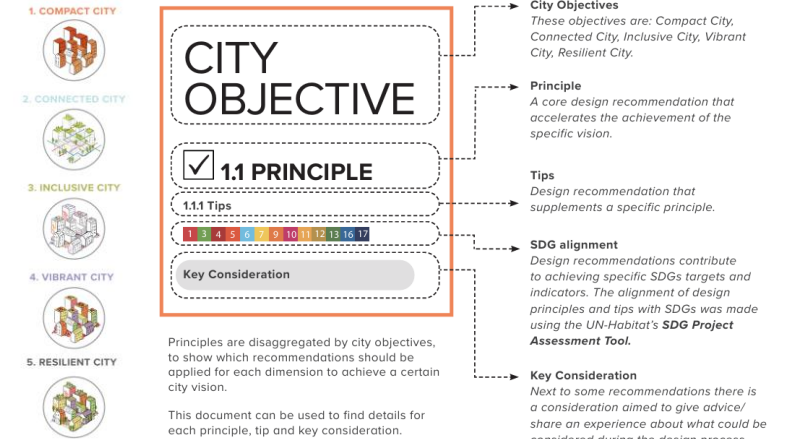 1. COMPACT CITY
2. CONNECTED CITY
3. INCLUSIVE CITY
4. VIBRANT CITY
5. RESILIENT CITY
CITY
OBJECTIVE
1.1 PRINCIPLE
1.1.1 Tips
1 3 4 5 6 7 9 10 11 12 13 16 17
Key Consideration
Principles are disaggregated by city objectives,
to show which recommendations should be
applied for each dimension to achieve a certain
city vision.
This document can be used to find details for
each principle, tip and key consideration.
City Objectives
These objectives are: Compact City,
Connected City, Inclusive City, Vibrant
City, Resilient City.
Principle
A core design recommendation that
accelerates the achievement of the
specific vision.
Tips
Design recommendation that
supplements a specific principle.
SDG alignment
Design recommendations contribute
to achieving specific SDGs targets and
indicators. The alignment of design
principles and tips with SDGs was made
using the UN-Habitat's SDG Project
Assessment Tool.
Key Consideration
Next to some recommendations there is
a consideration aimed to give advice/
share an experience about what could be
considered during the design process